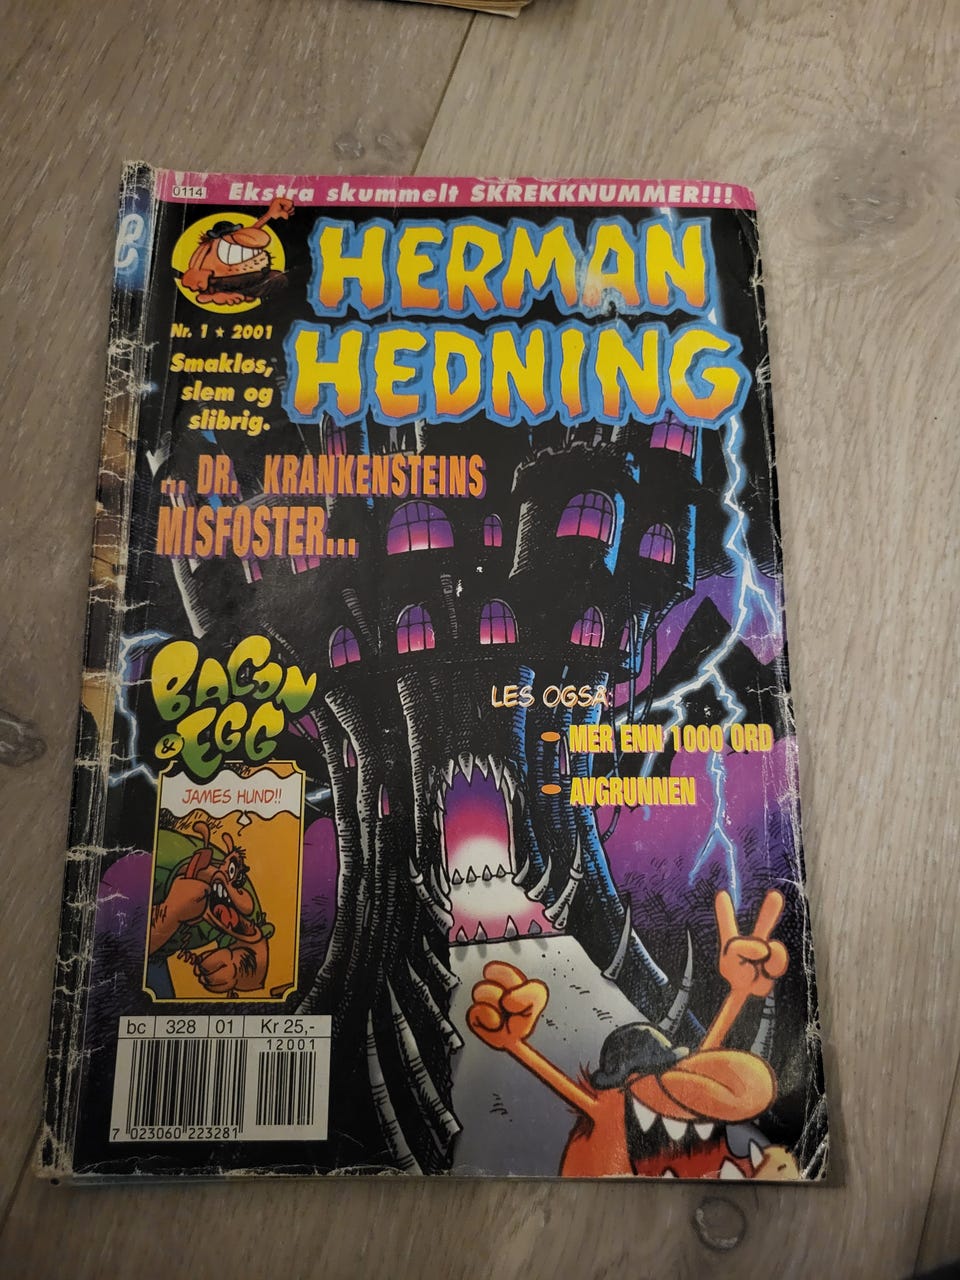 0114
Ekstra skummelt SKREKKNUMMER!!!
HERMAN
HEDNING
Nr. 1 ★ 2001
Smakløs,
slem og
slibrig.
... DR. KRANKENSTEINS
MISFOSTER...
BACON
& EGG
JAMES HUND!!
LES OGSÅ:
MER ENN 1000 ORD
AVGRUNNEN
bc 328 01 Kr 25,-
12001
7 023060 223281